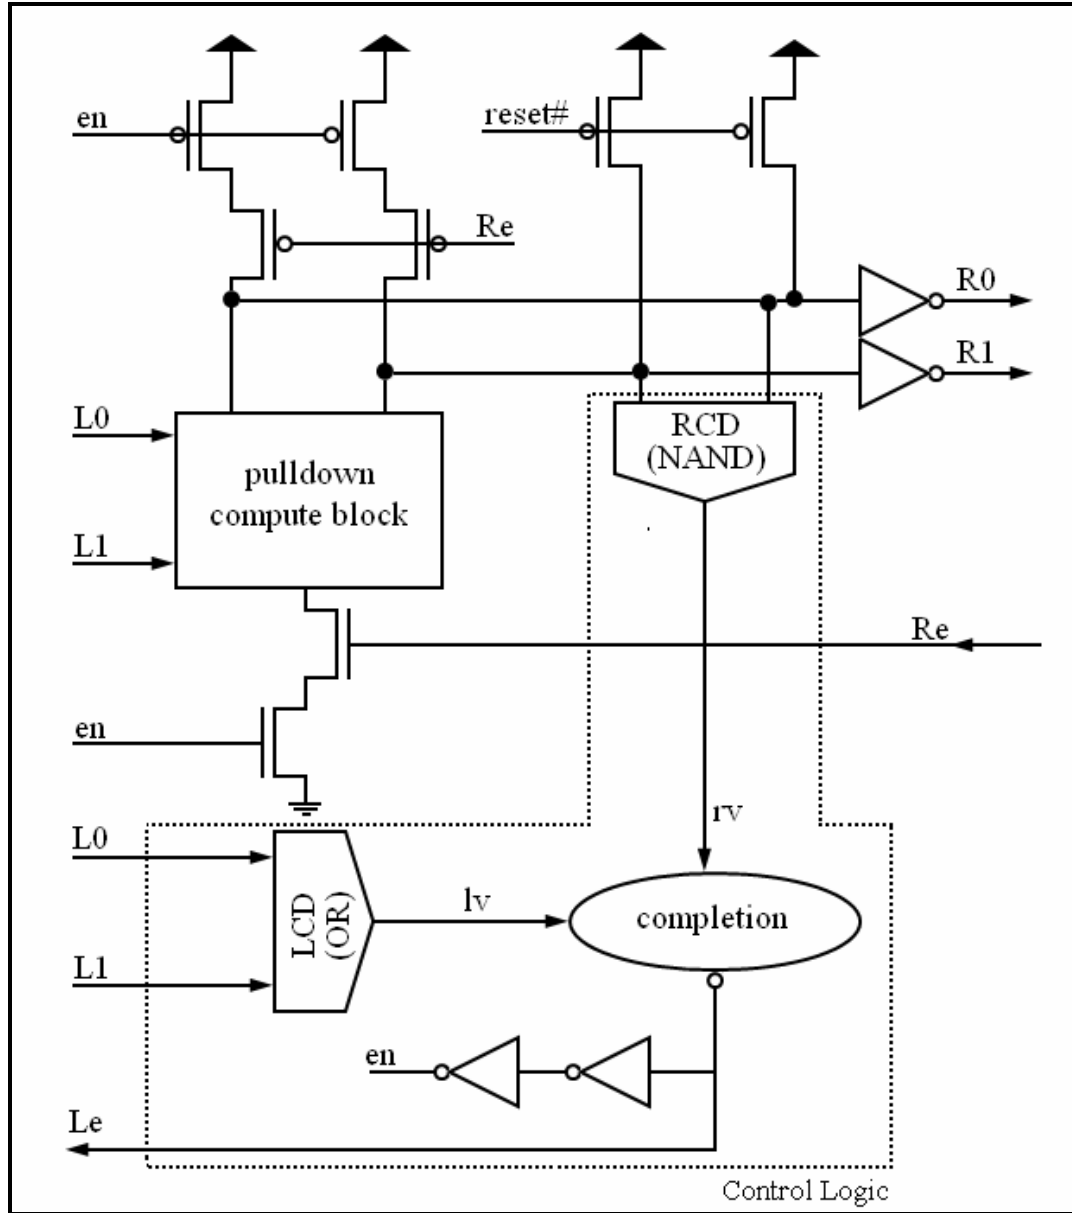 en
reset#
Re
R0
R1
L0
RCD
(NAND)
pulldown
compute block
L1
Re
en
rv
L0
LCD
(OR)
lv
completion
L1
en
Le
Control Logic